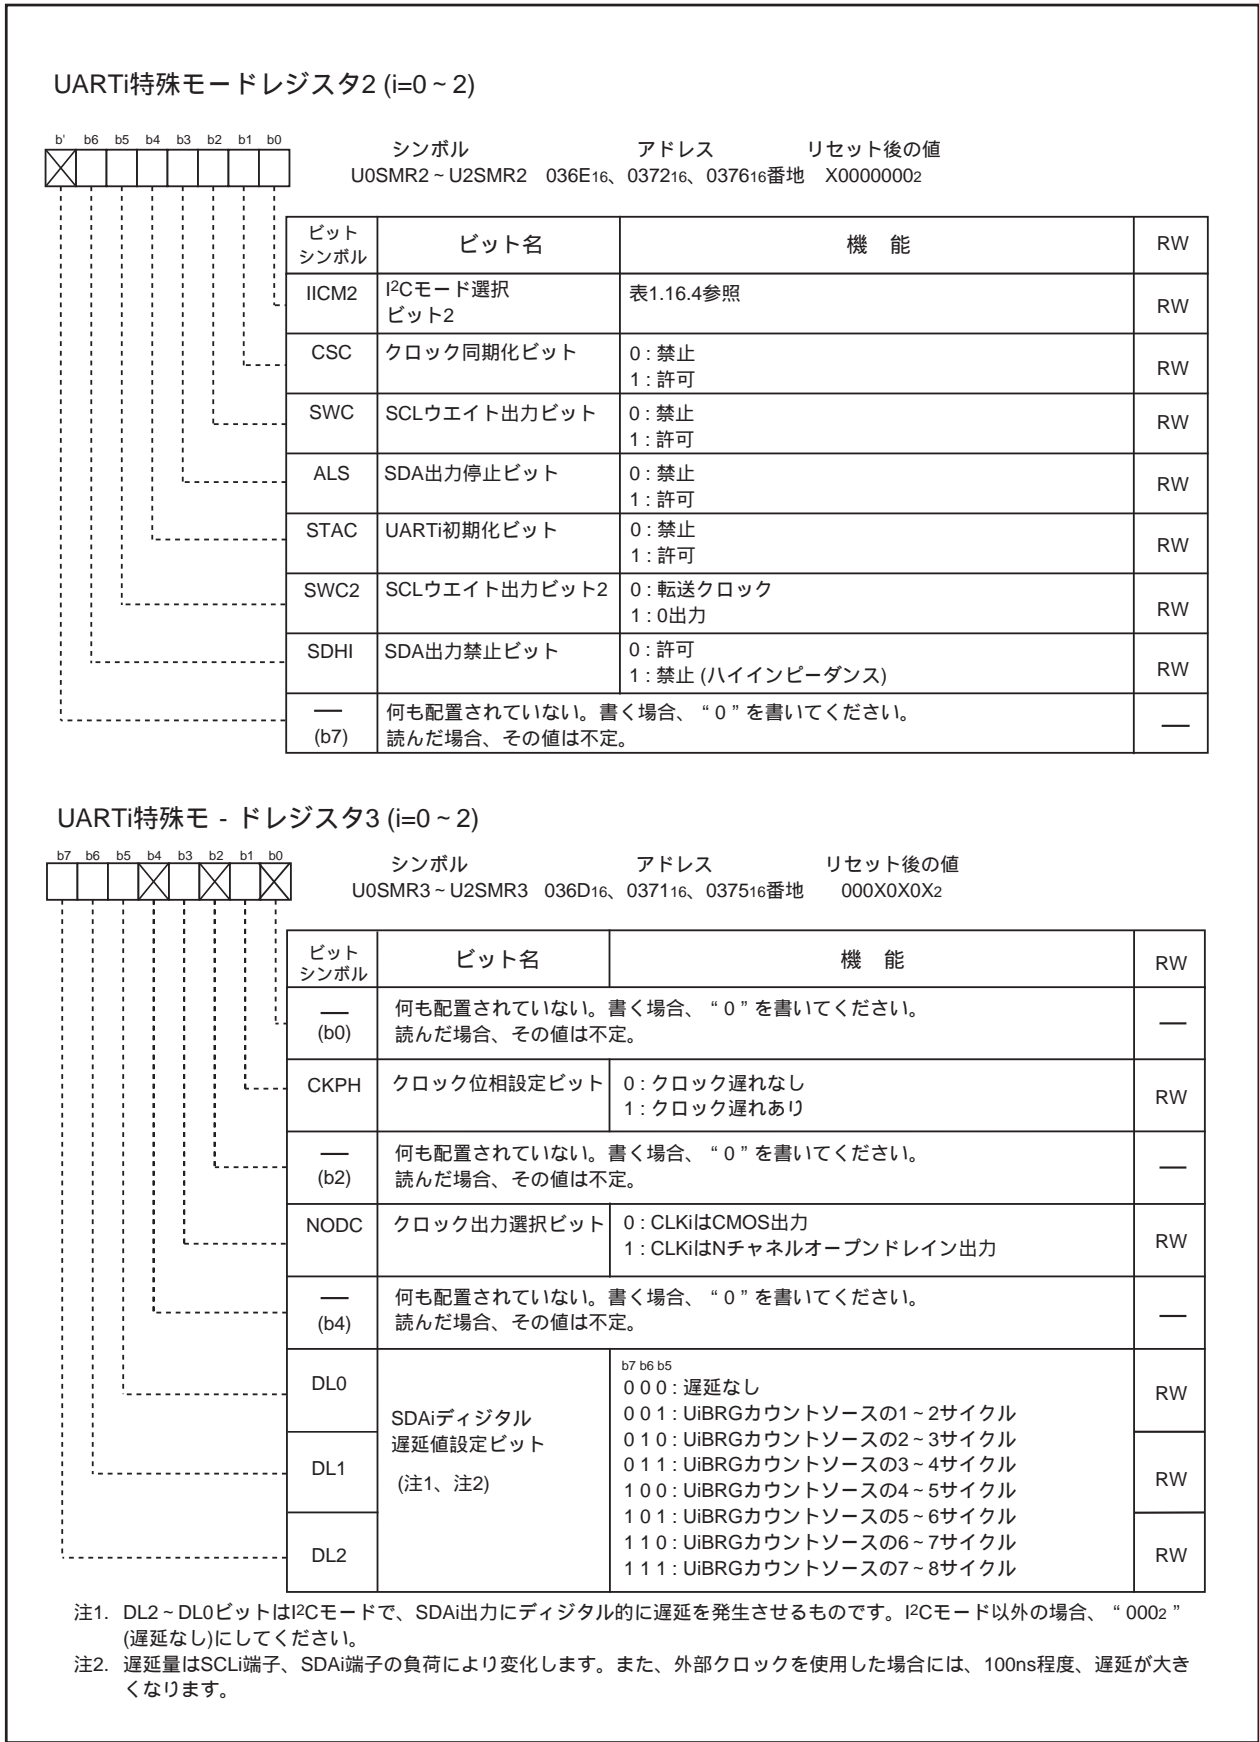 UARTi特殊モードレジスタ2 (i=0~2)
b' b6 b5 b4 b3 b2 b1 b0
シンボル アドレス リセット後の値
U0SMR2~U2SMR2 036E16、037216、037616番地 X00000002
ビット
シンボル ビット名 機 能 RW
IICM2 I2Cモード選択
ビット2 表1.16.4参照 RW
CSC クロック同期化ビット 0 : 禁止
1 : 許可 RW
SWC SCLウエイト出力ビット 0 : 禁止
1 : 許可 RW
ALS SDA出力停止ビット 0 : 禁止
1 : 許可 RW
STAC UARTi初期化ビット 0 : 禁止
1 : 許可 RW
SWC2 SCLウエイト出力ビット2 0 : 転送クロック
1 : 0出力 RW
SDHI SDA出力禁止ビット 0 : 許可
1 : 禁止 (ハイインピーダンス) RW
— 何も配置されていない。書く場合、“0”を書いてください。
(b7) 読んだ場合、その値は不定。 —
UARTi特殊モ - ドレジスタ3 (i=0~2)
b7 b6 b5 b4 b3 b2 b1 b0
シンボル アドレス リセット後の値
U0SMR3~U2SMR3 036D16、037116、037516番地 000X0X0X2
ビット
シンボル ビット名 機 能 RW
— 何も配置されていない。書く場合、“0”を書いてください。
(b0) 読んだ場合、その値は不定。 —
CKPH クロック位相設定ビット 0 : クロック遅れなし
1 : クロック遅れあり RW
— 何も配置されていない。書く場合、“0”を書いてください。
(b2) 読んだ場合、その値は不定。 —
NODC クロック出力選択ビット 0 : CLKiはCMOS出力
1 : CLKiはNチャネルオープンドレイン出力 RW
— 何も配置されていない。書く場合、“0”を書いてください。
(b4) 読んだ場合、その値は不定。 —
b7 b6 b5
DL0 0 0 0 : 遅延なし RW
SDAiディジタル 0 0 1 : UiBRGカウントソースの1~2サイクル
遅延値設定ビット 0 1 0 : UiBRGカウントソースの2~3サイクル
DL1 0 1 1 : UiBRGカウントソースの3~4サイクル RW
(注1、注2) 1 0 0 : UiBRGカウントソースの4~5サイクル
1 0 1 : UiBRGカウントソースの5~6サイクル
DL2 1 1 0 : UiBRGカウントソースの6~7サイクル RW
1 1 1 : UiBRGカウントソースの7~8サイクル
注1. DL2~DL0ビットはI2Cモードで、SDAi出力にディジタル的に遅延を発生させるものです。I2Cモード以外の場合、“0002”
(遅延なし)にしてください。
注2. 遅延量はSCLi端子、SDAi端子の負荷により変化します。また、外部クロックを使用した場合には、100ns程度、遅延が大き
くなります。